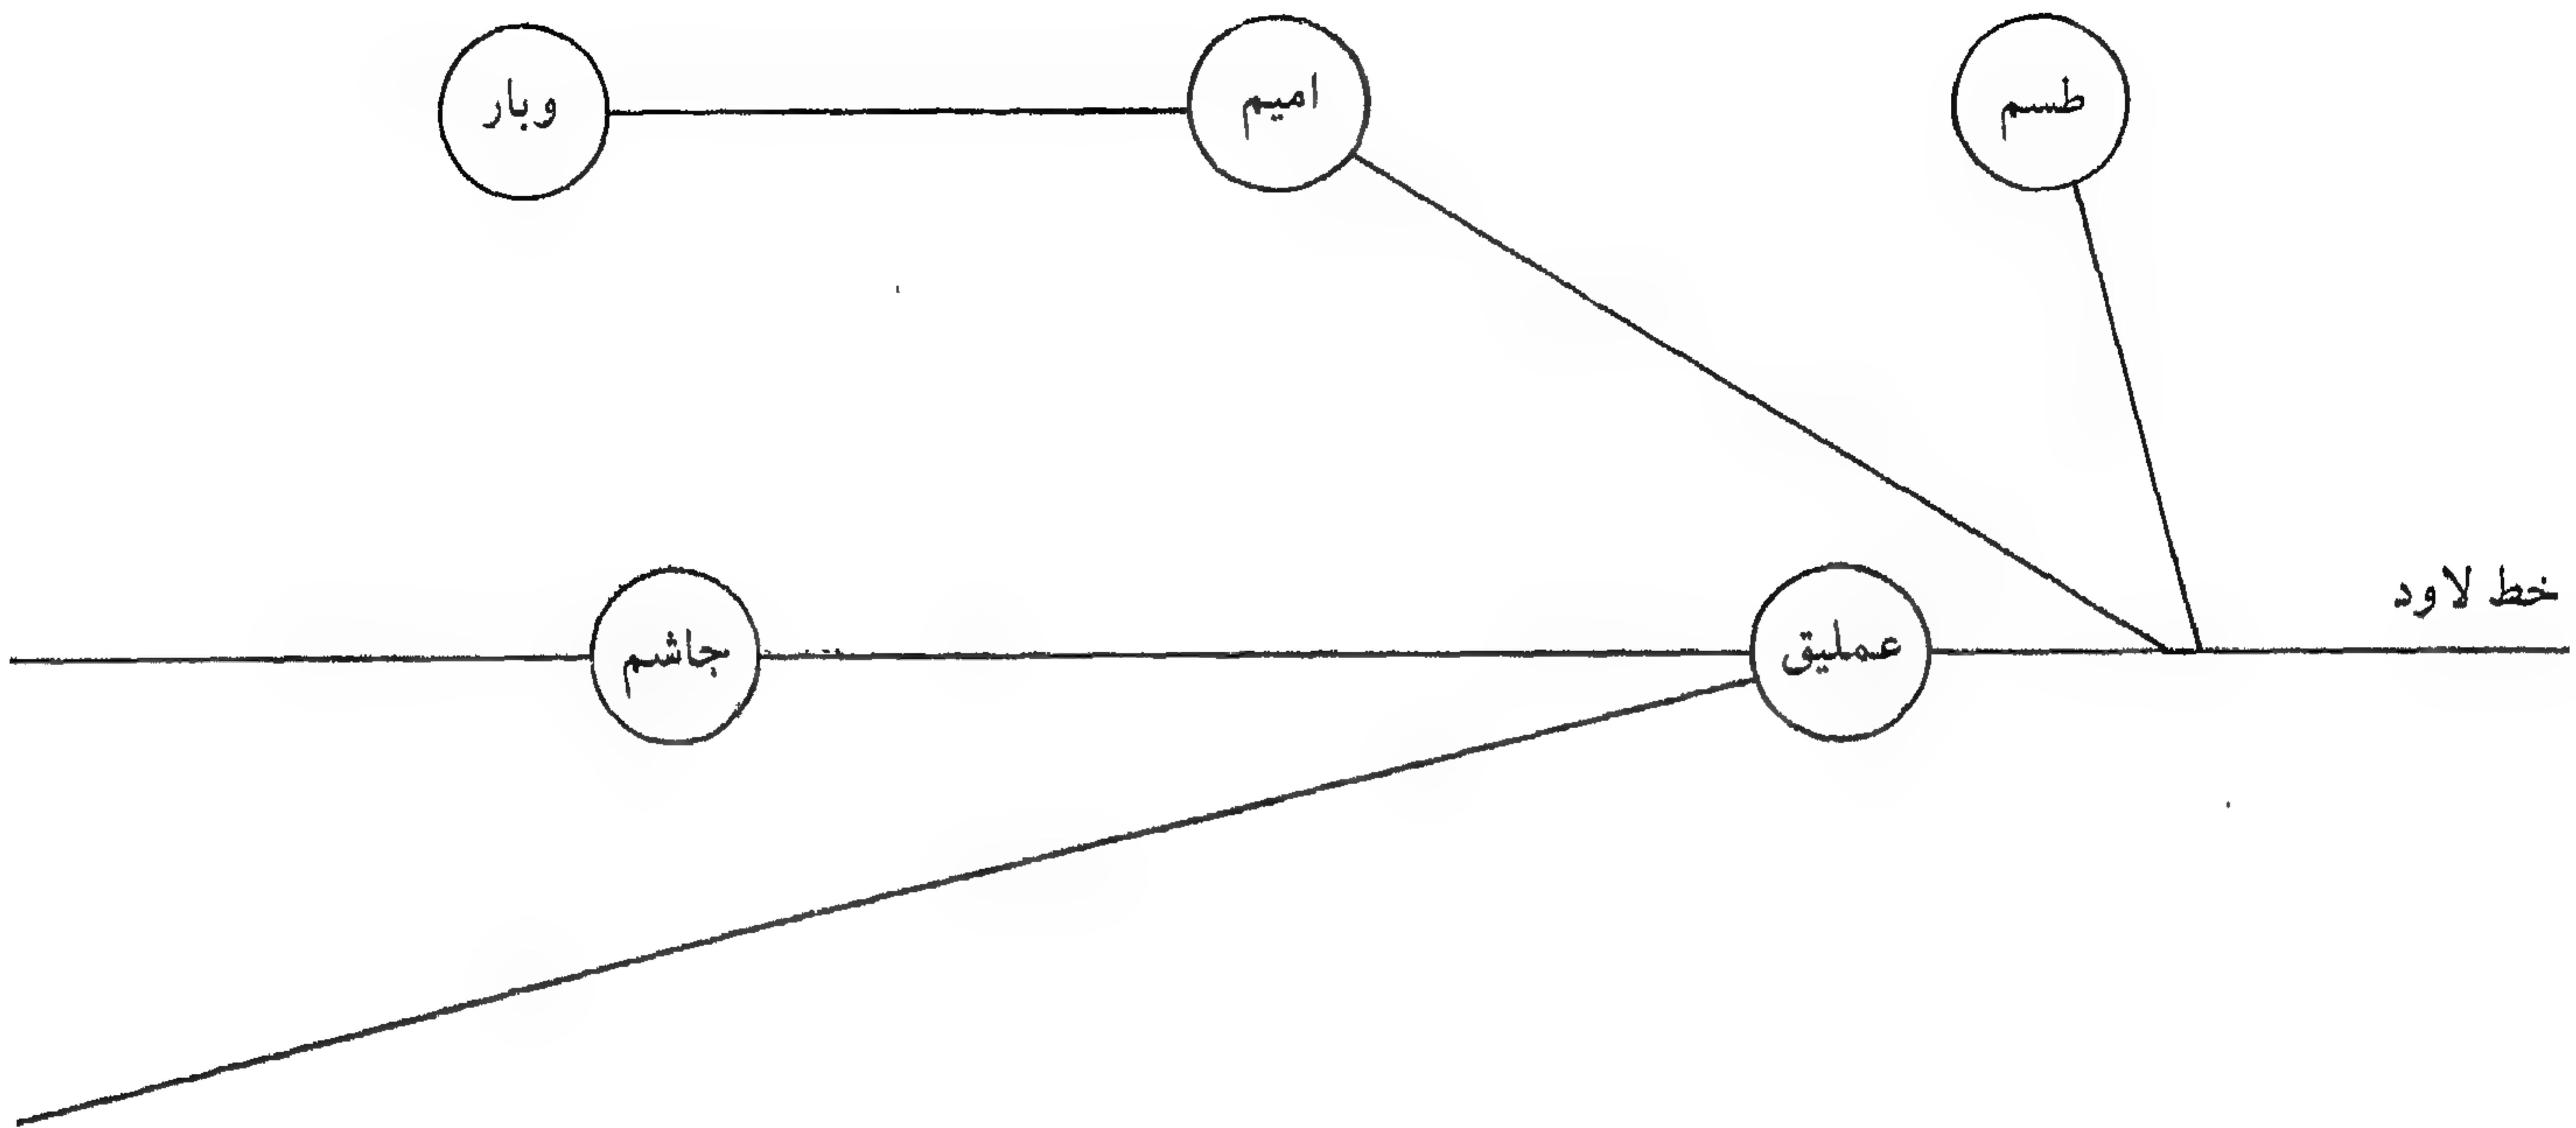 طسم
اميم
وبار
خط لاود
عمليق
جاشم